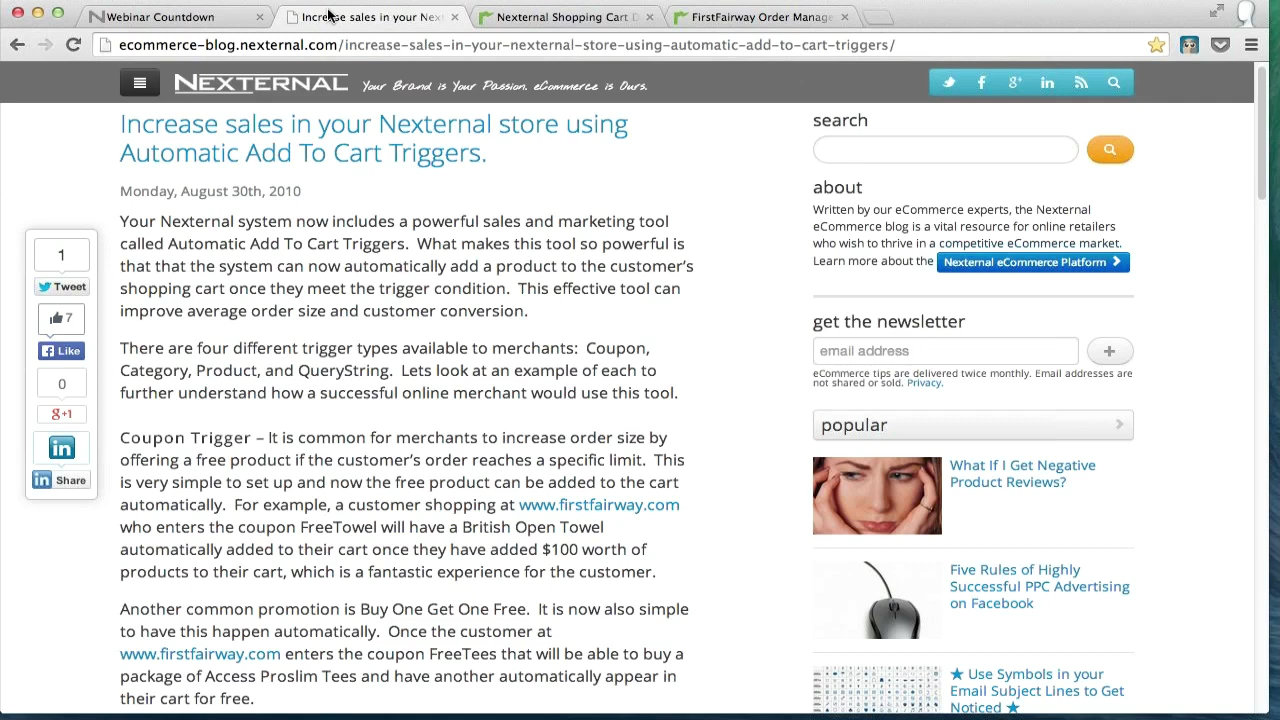 Webinar Countdown
Increase sales in your Nex
Nexternal Shopping Cart D
FirstFairway Order Manage
ecommerce-blog.nexternal.com/increase-sales-in-your-nexternal-store-using-automatic-add-to-cart-triggers/
NEXTERNAL
Your Brand is Your Passion. eCommerce is Ours.
Increase sales in your Nexternal store using
Automatic Add To Cart Triggers.
Monday, August 30th, 2010
Your Nexternal system now includes a powerful sales and marketing tool
called Automatic Add To Cart Triggers.  What makes this tool so powerful is
that that the system can now automatically add a product to the customer’s
shopping cart once they meet the trigger condition.  This effective tool can
improve average order size and customer conversion.
There are four different trigger types available to merchants:  Coupon,
Category, Product, and QueryString.  Lets look at an example of each to
further understand how a successful online merchant would use this tool.
Coupon Trigger – It is common for merchants to increase order size by
offering a free product if the customer’s order reaches a specific limit.  This
is very simple to set up and now the free product can be added to the cart
automatically.  For example, a customer shopping at www.firstfairway.com
who enters the coupon FreeTowel will have a British Open Towel
automatically added to their cart once they have added $100 worth of
products to their cart, which is a fantastic experience for the customer.
Another common promotion is Buy One Get One Free.  It is now also simple
to have this happen automatically.  Once the customer at
www.firstfairway.com enters the coupon FreeTees that will be able to buy a
package of Access Proslim Tees and have another automatically appear in
their cart for free.
1
Tweet
7
Like
0
g+1
in
in Share
search
about
Written by our eCommerce experts, the Nexternal
eCommerce blog is a vital resource for online retailers
who wish to thrive in a competitive eCommerce market.
Learn more about the Nexternal eCommerce Platform
get the newsletter
email address
eCommerce tips are delivered twice monthly. Email addresses are
not shared or sold. Privacy.
popular
What If I Get Negative
Product Reviews?
Five Rules of Highly
Successful PPC Advertising
on Facebook
★ Use Symbols in your
Email Subject Lines to Get
Noticed ★